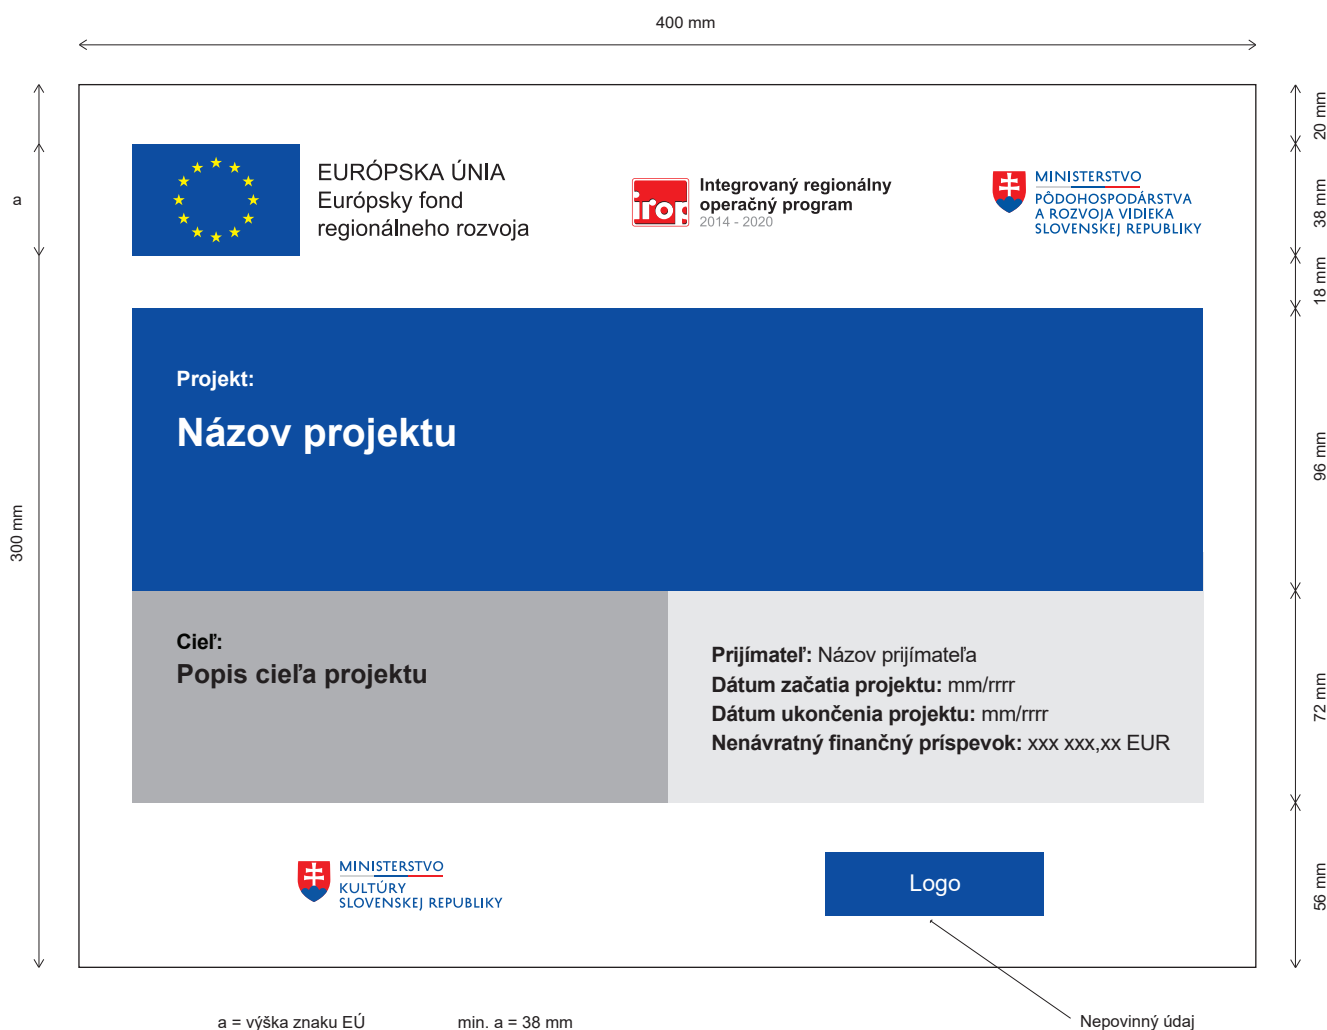 400 mm
20 mm
a
38 mm
18 mm
EURÓPSKA ÚNIA
Európsky fond
regionálneho rozvoja
irop
Integrovaný regionálny
operačný program
2014 - 2020
MINISTERSTVO
PÔDOHOSPODÁRSTVA
A ROZVOJA VIDIEKA
SLOVENSKEJ REPUBLIKY
Projekt:
Názov projektu
96 mm
300 mm
Cieľ:
Popis cieľa projektu
Prijímateľ: Názov prijímateľa
Dátum začatia projektu: mm/rrrr
Dátum ukončenia projektu: mm/rrrr
Nenávratný finančný príspevok: xxx xxx,xx EUR
72 mm
MINISTERSTVO
KULTÚRY
SLOVENSKEJ REPUBLIKY
Logo
56 mm
a = výška znaku EÚ
min. a = 38 mm
Nepovinný údaj